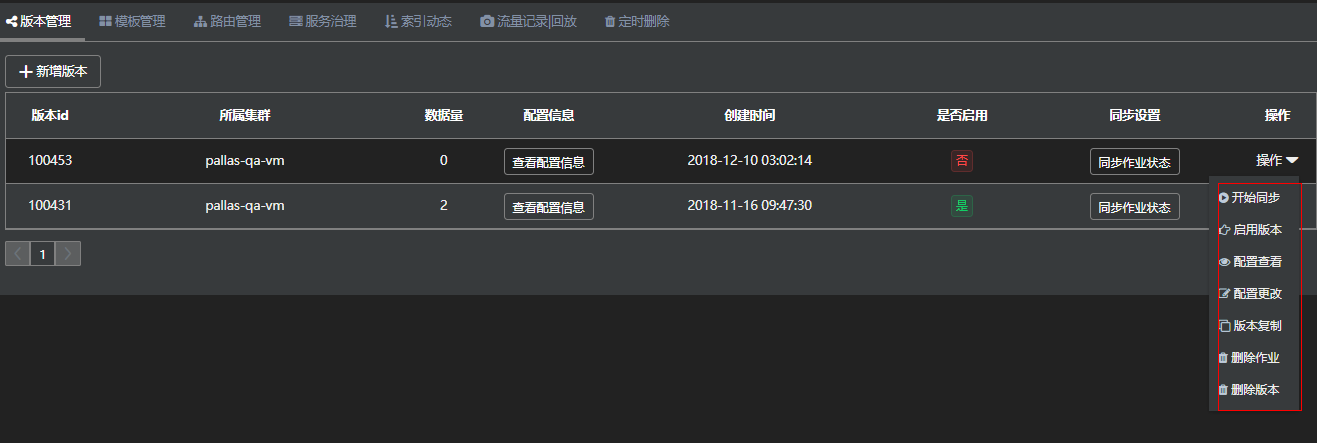 版本管理 模板管理 路由管理 服务治理 索引动态 流量记录|回放 定时删除
新增版本
版本id 所属集群 数据量 配置信息 创建时间 是否启用 同步设置 操作
100453 pallas-qa-vm 0 查看配置信息 2018-12-10 03:02:14 否 同步作业状态 操作
100431 pallas-qa-vm 2 查看配置信息 2018-11-16 09:47:30 是 同步作业状态
开始同步
启用版本
1
配置查看
配置更改
版本复制
删除作业
删除版本